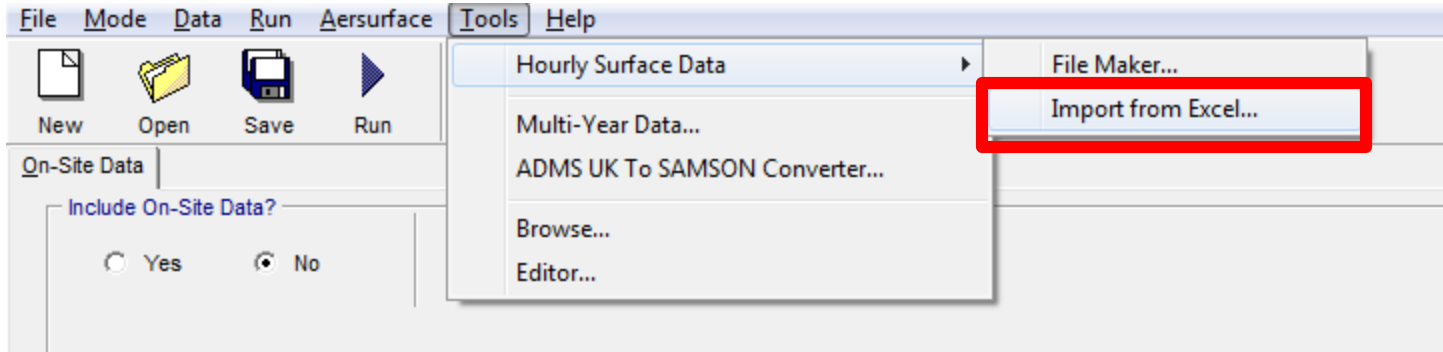 File Mode Data Run Aersurface Tools Help
New Open Save Run
Hourly Surface Data
Multi-Year Data...
ADMS UK To SAMSON Converter...
Browse...
Editor...
File Maker...
Import from Excel...
On-Site Data
Include On-Site Data?
Yes No